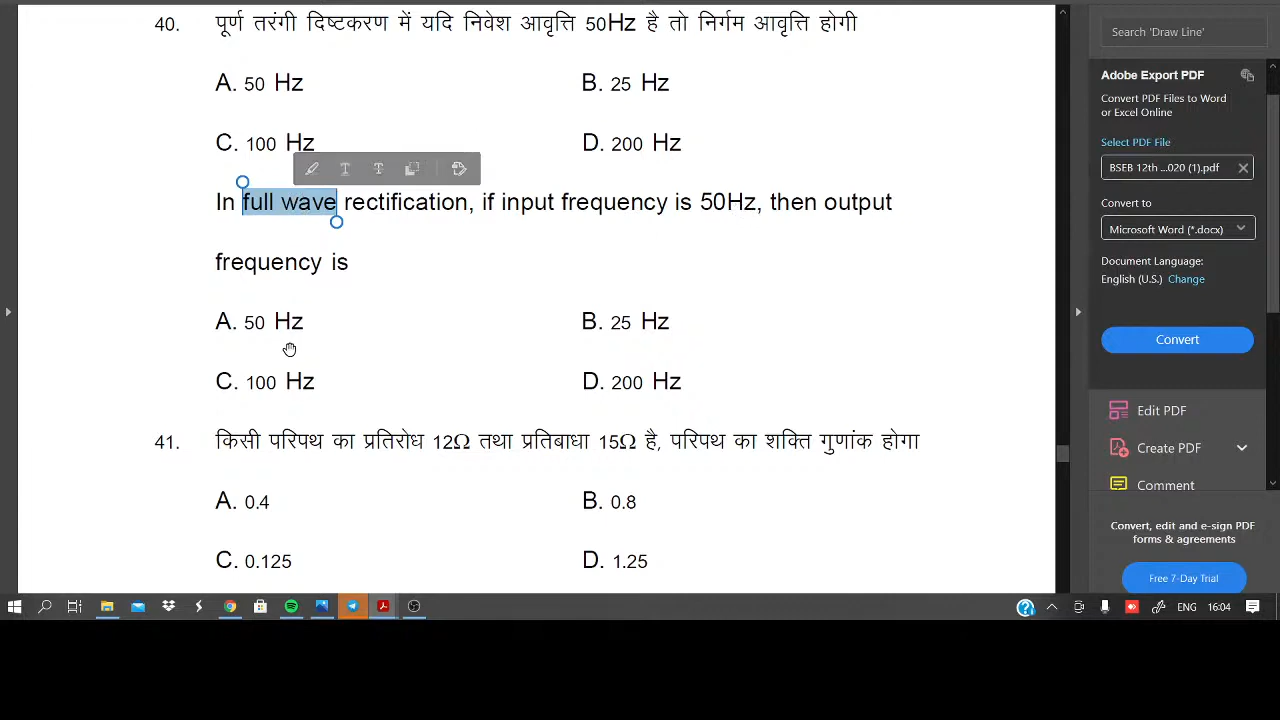 40. पूर्ण तरंगी दिष्टकरण में यदि निवेश आवृत्ति 50Hz है तो निर्गम आवृत्ति होगी
A. 50 Hz B. 25 Hz
C. 100 Hz D. 200 Hz
In full wave rectification, if input frequency is 50Hz, then output
frequency is
A. 50 Hz B. 25 Hz
C. 100 Hz D. 200 Hz
41. किसी परिपथ का प्रतिरोध 12Ω तथा प्रतिबाधा 15Ω है, परिपथ का शक्ति गुणांक होगा
A. 0.4 B. 0.8
C. 0.125 D. 1.25
Search 'Draw Line'
Adobe Export PDF
Convert PDF Files to Word
or Excel Online
Select PDF File
BSEB 12th ...020 (1).pdf
Convert to
Microsoft Word (*.docx)
Document Language:
English (U.S.) Change
Convert
Edit PDF
Create PDF
Comment
Convert, edit and e-sign PDF
forms & agreements
Free 7-Day Trial
ENG 16:04